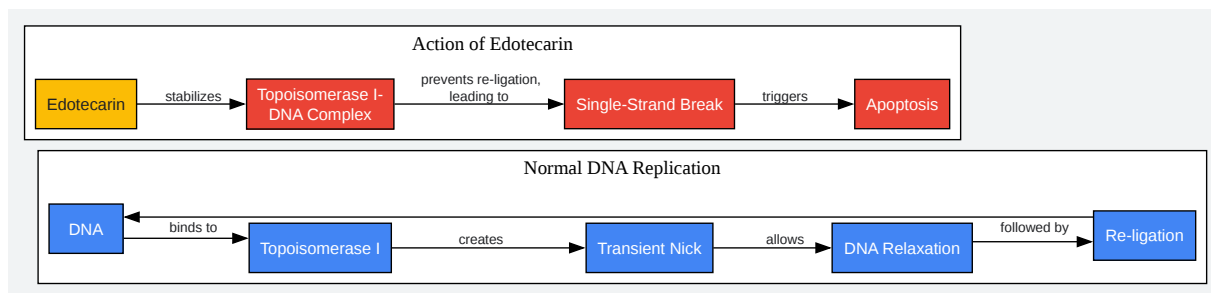 Action of Edotecarin
Edotecarin
stabilizes
Topoisomerase I-
DNA Complex
prevents re-ligation,
leading to
Single-Strand Break
triggers
Apoptosis
Normal DNA Replication
DNA
binds to
Topoisomerase I
creates
Transient Nick
allows
DNA Relaxation
followed by
Re-ligation